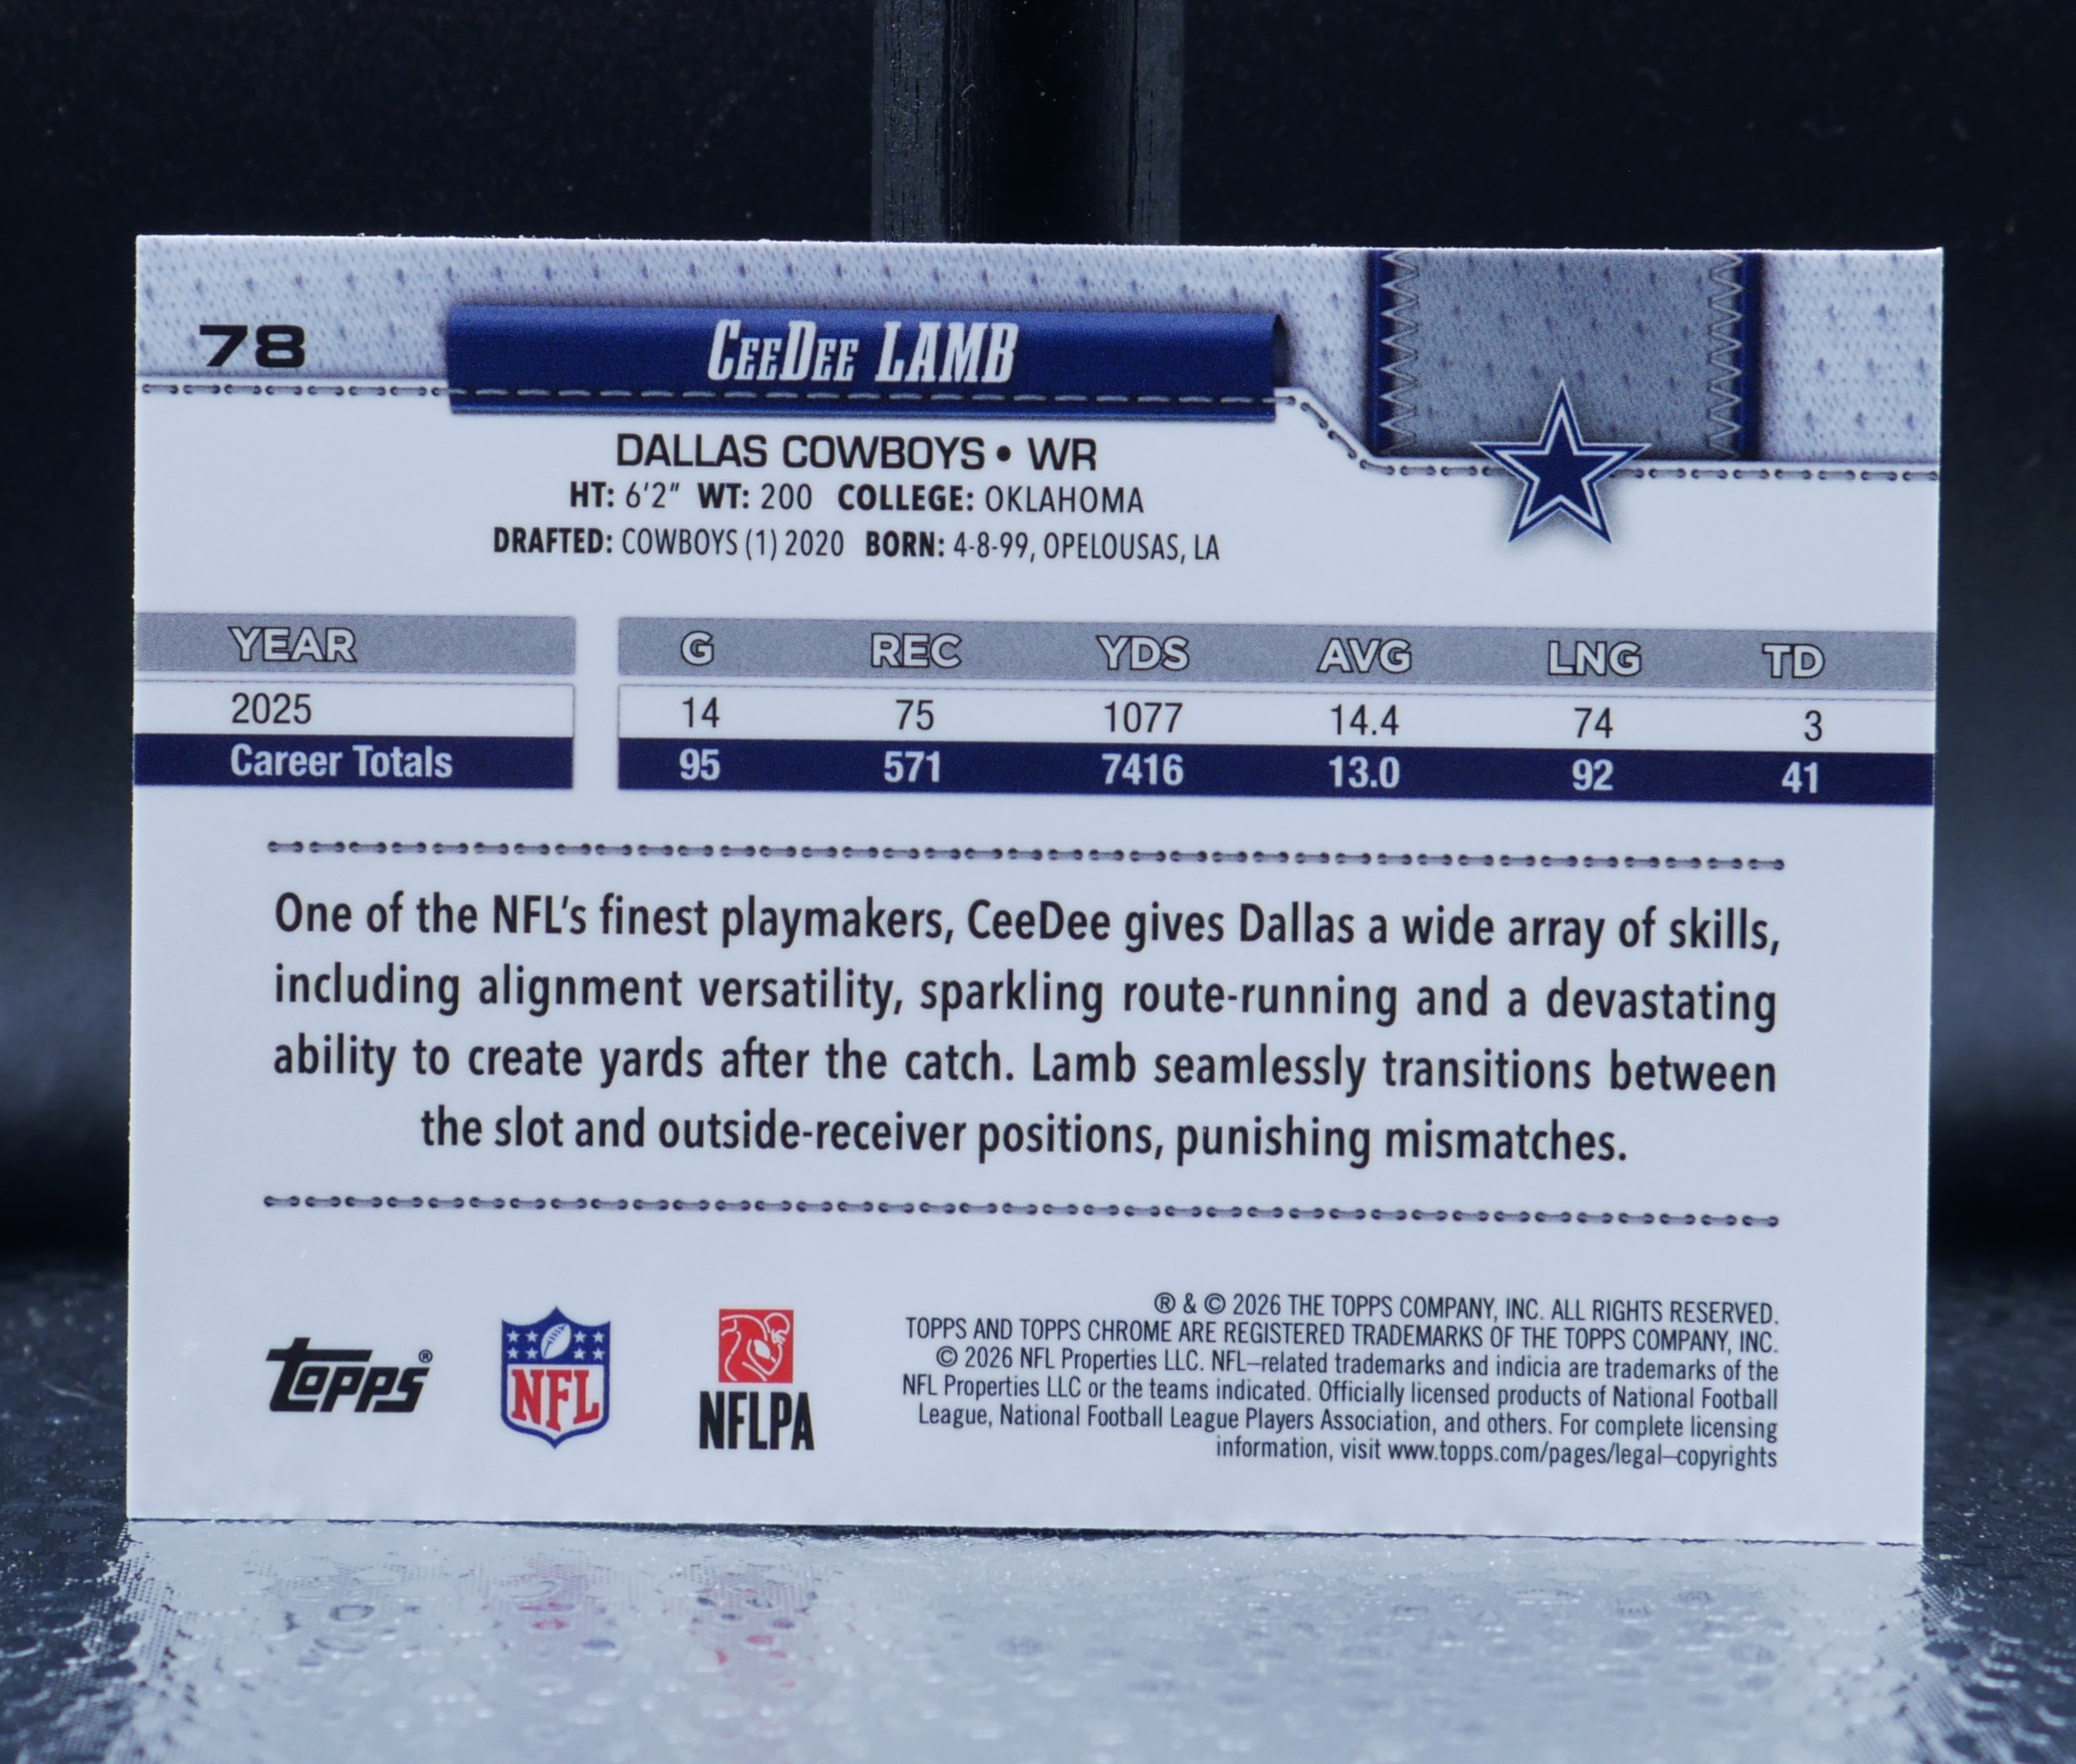 78
CeeDee LAMB
DALLAS COWBOYS • WR
HT: 6'2" WT: 200 COLLEGE: OKLAHOMA
DRAFTED: COWBOYS (1) 2020 BORN: 4-8-99, OPELOUSAS, LA
YEAR G REC YDS AVG LNG TD
2025 14 75 1077 14.4 74 3
Career Totals 95 571 7416 13.0 92 41
One of the NFL's finest playmakers, CeeDee gives Dallas a wide array of skills,
including alignment versatility, sparkling route-running and a devastating
ability to create yards after the catch. Lamb seamlessly transitions between
the slot and outside-receiver positions, punishing mismatches.
topps®
NFL
NFLPA
® & © 2026 THE TOPPS COMPANY, INC. ALL RIGHTS RESERVED.
TOPPS AND TOPPS CHROME ARE REGISTERED TRADEMARKS OF THE TOPPS COMPANY, INC.
© 2026 NFL Properties LLC. NFL–related trademarks and indicia are trademarks of the
NFL Properties LLC or the teams indicated. Officially licensed products of National Football
League, National Football League Players Association, and others. For complete licensing
information, visit www.topps.com/pages/legal–copyrights